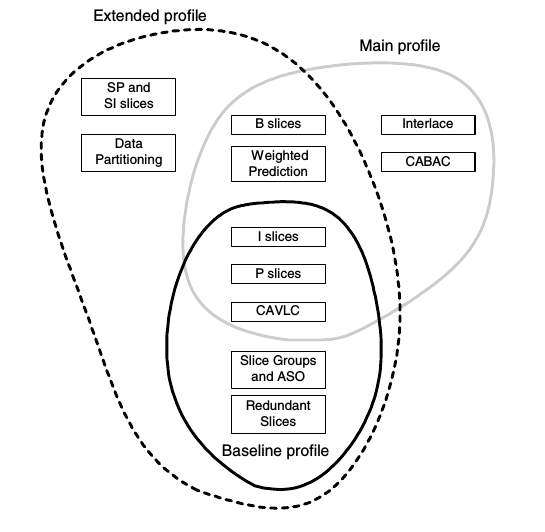 Extended profile
Main profile
SP and
SI slices
Data
Partitioning
B slices
Weighted
Prediction
Interlace
CABAC
I slices
P slices
CAVLC
Slice Groups
and ASO
Redundant
Slices
Baseline profile